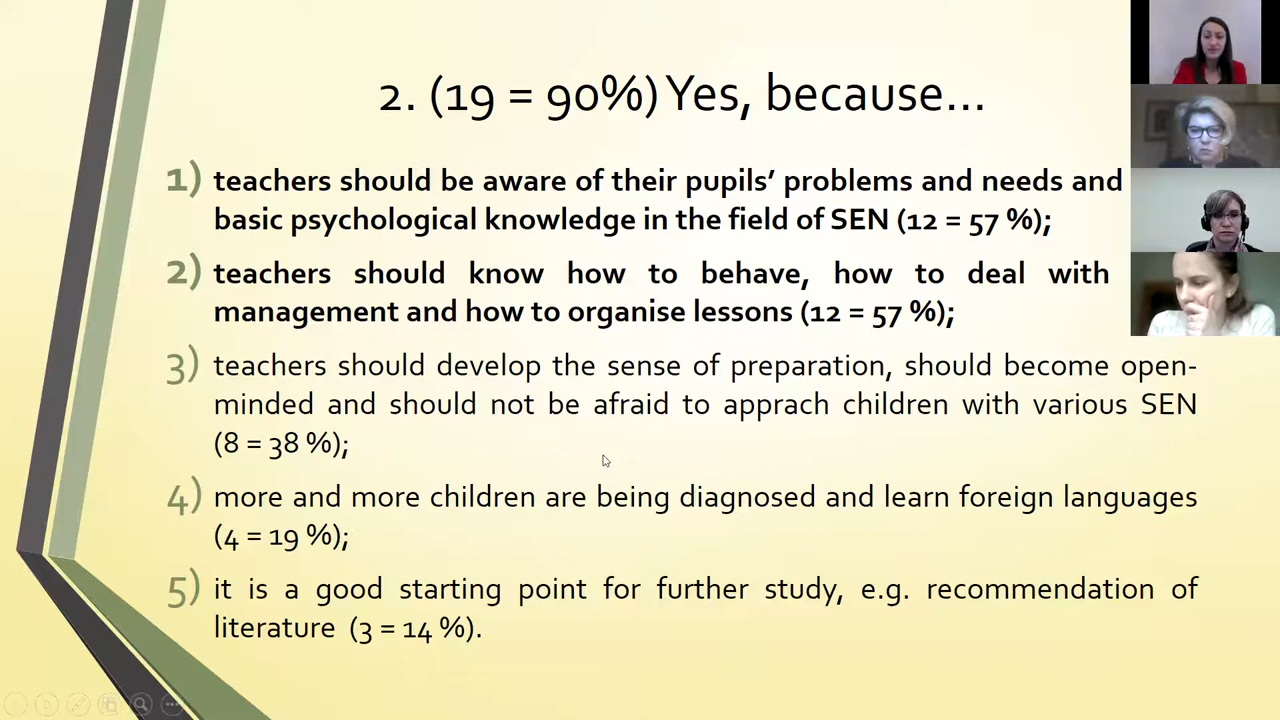 2. (19 = 90%) Yes, because...
1) teachers should be aware of their pupils’ problems and needs and
basic psychological knowledge in the field of SEN (12 = 57 %);
2) teachers should know how to behave, how to deal with
management and how to organise lessons (12 = 57 %);
3) teachers should develop the sense of preparation, should become open-
minded and should not be afraid to apprach children with various SEN
(8 = 38 %);
4) more and more children are being diagnosed and learn foreign languages
(4 = 19 %);
5) it is a good starting point for further study, e.g. recommendation of
literature (3 = 14 %).